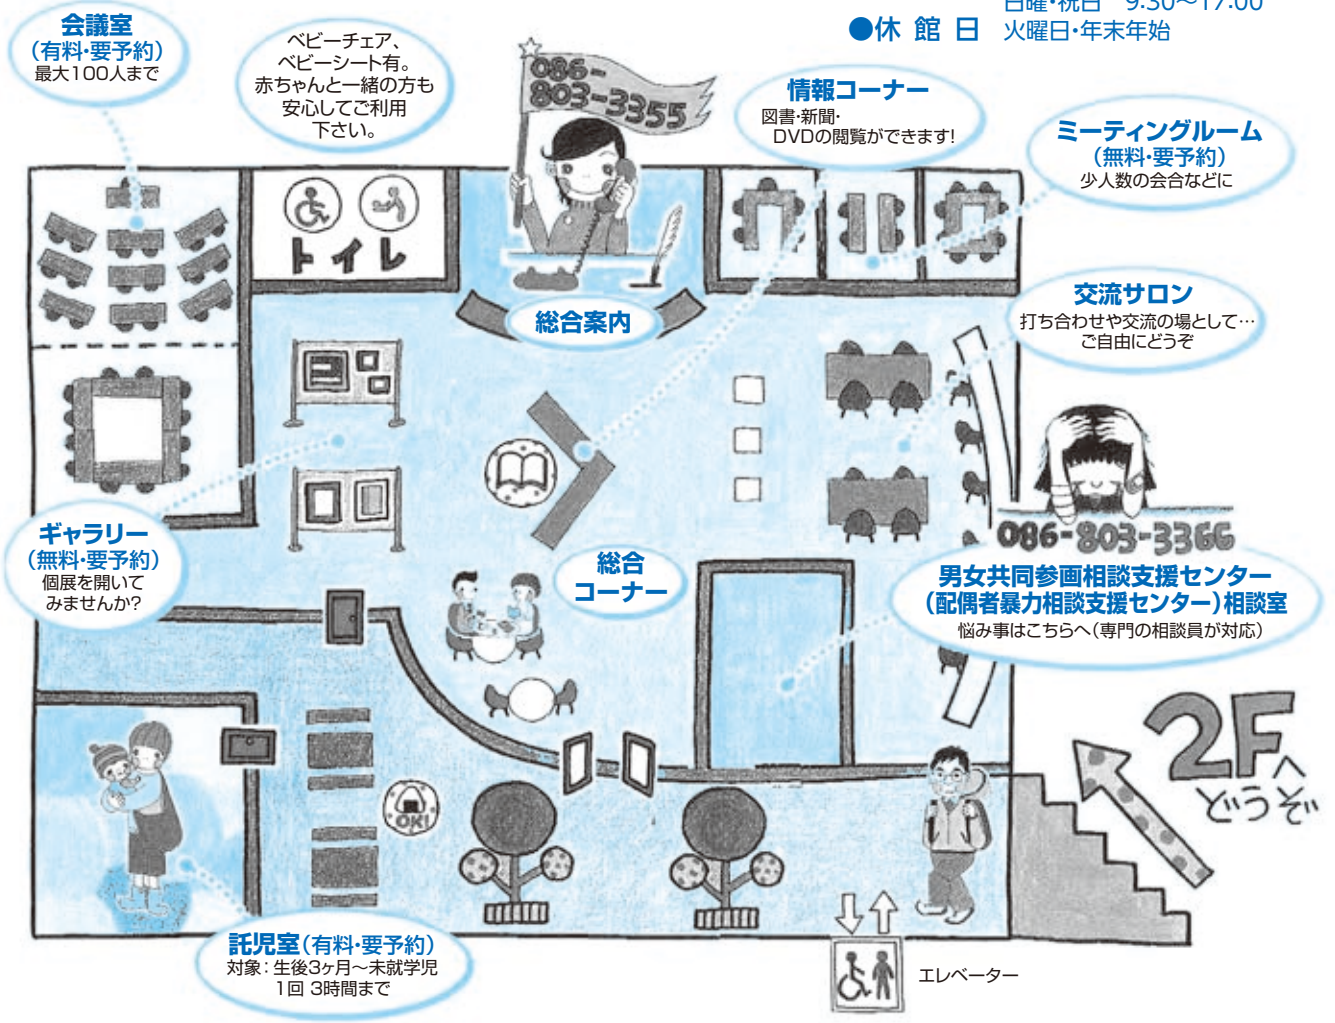 日曜・祝日 9:30〜17:00
●休館日 火曜日・年末年始
会議室
(有料・要予約)
最大100人まで
ベビーチェア、
ベビーシート有。
赤ちゃんと一緒の方も
安心してご利用
下さい。
086-
803-3355
情報コーナー
図書・新聞・
DVDの閲覧ができます!
ミーティングルーム
(無料・要予約)
少人数の会合などに
トイレ
総合案内
交流サロン
打ち合わせや交流の場として…
ご自由にどうぞ
ギャラリー
(無料・要予約)
個展を開いて
みませんか?
総合
コーナー
086-803-3366
男女共同参画相談支援センター
(配偶者暴力相談支援センター)相談室
悩み事はこちらへ(専門の相談員が対応)
OK!
2Fへ
どうぞ
託児室(有料・要予約)
対象:生後3ヶ月〜未就学児
1回 3時間まで
エレベーター